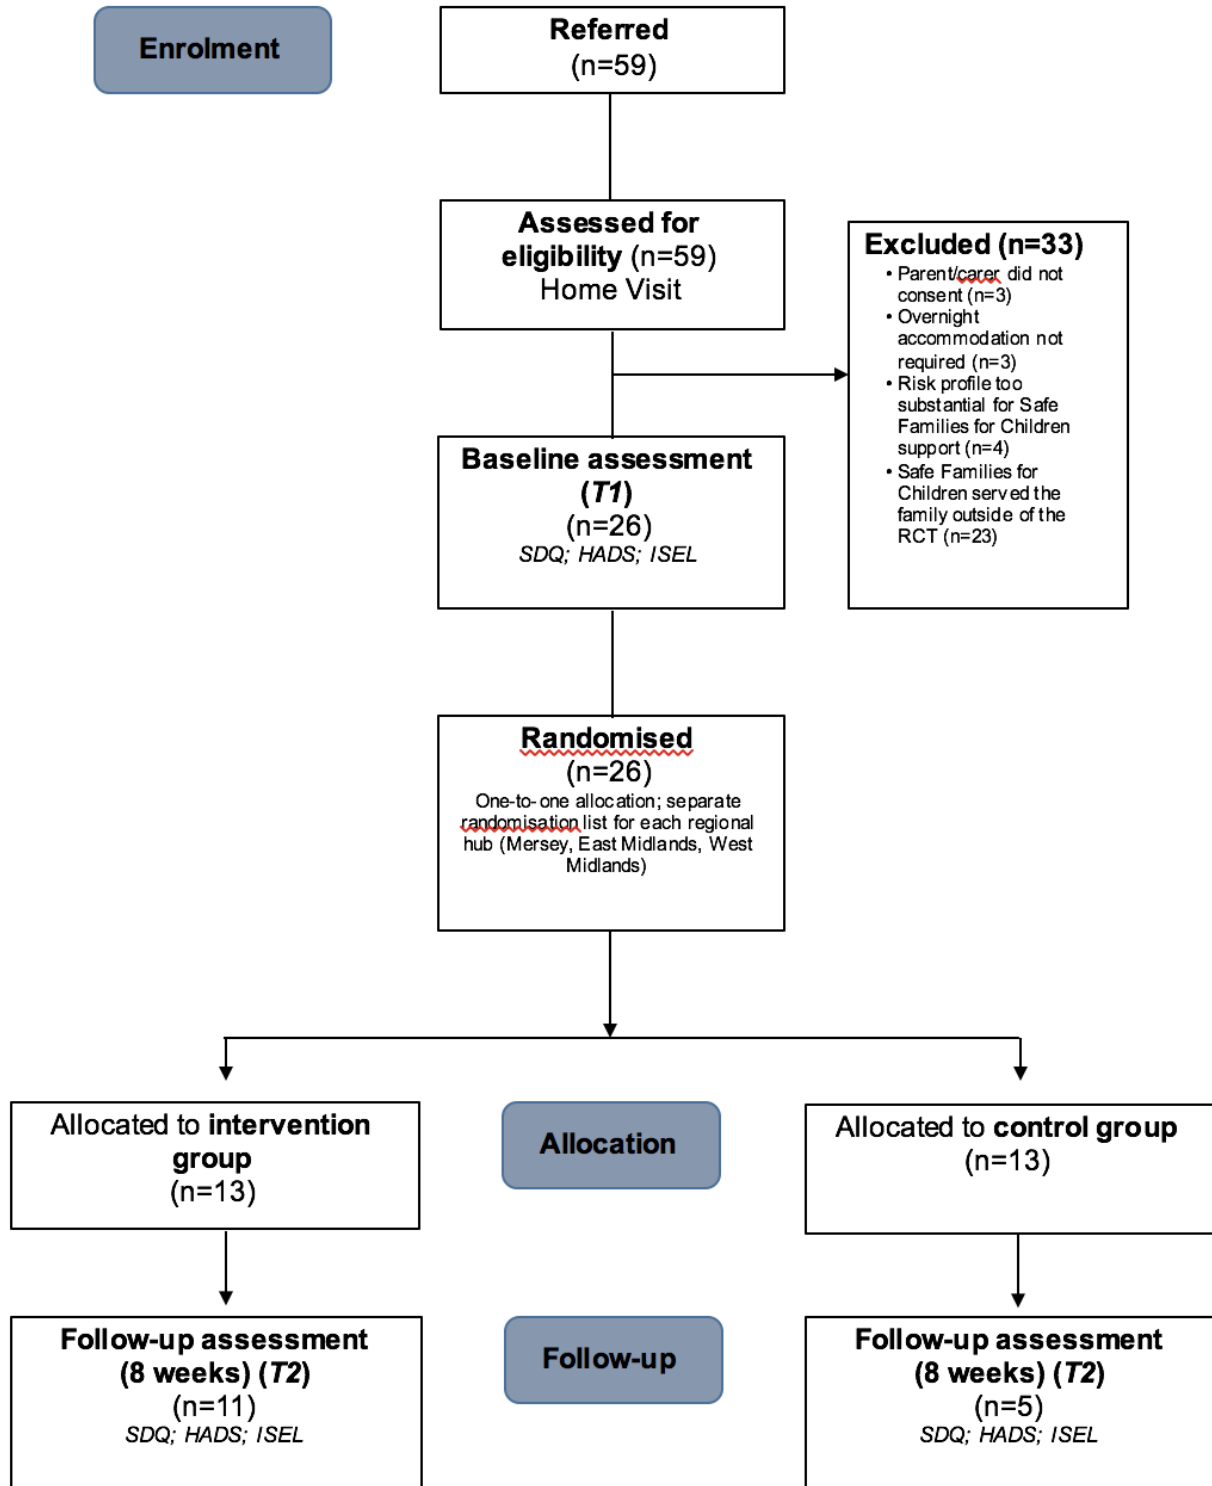 Enrolment
Referred
(n=59)
Assessed for
eligibility (n=59)
Home Visit
Excluded (n=33)
• Parent/carer did not
consent (n=3)
• Overnight
accommodation not
required (n=3)
• Risk profile too
substantial for Safe
Families for Children
support (n=4)
• Safe Families for
Children served the
family outside of the
RCT (n=23)
Baseline assessment
(T1)
(n=26)
SDQ; HADS; ISEL
Randomised
(n=26)
One-to-one allocation; separate
randomisation list for each regional
hub (Mersey, East Midlands, West
Midlands)
Allocated to intervention
group
(n=13)
Allocation
Allocated to control group
(n=13)
Follow-up assessment
(8 weeks) (T2)
(n=11)
SDQ; HADS; ISEL
Follow-up
Follow-up assessment
(8 weeks) (T2)
(n=5)
SDQ; HADS; ISEL